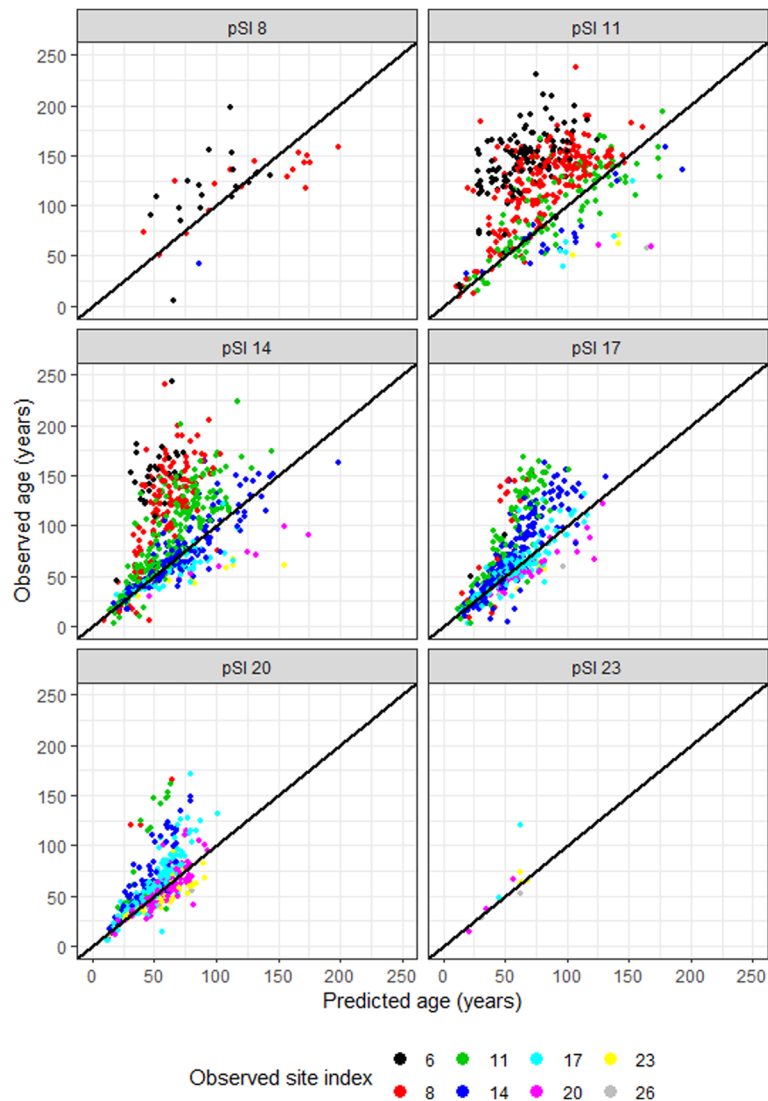 pSI 8 pSI 11
250
200
150
100
50
0
pSI 14 pSI 17
250
200
150
100
50
0
Observed age (years)
pSI 20 pSI 23
250
200
150
100
50
0
0 50 100 150 200 250 0 50 100 150 200 250
Predicted age (years)
Observed site index
6 11 17 23
8 14 20 26